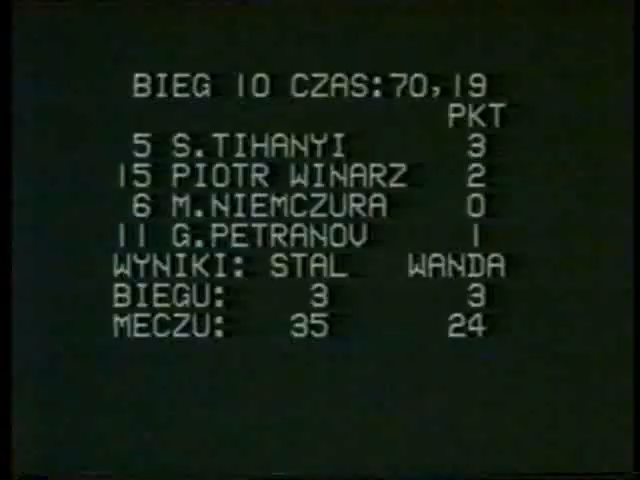 BIEG 10 CZAS:70,19
PKT
5 S.TIHANYI 3
15 PIOTR WINARZ 2
6 M.NIEMCZURA 0
11 G.PETRANOV 1
WYNIKI: STAL WANDA
BIEGU: 3 3
MECZU: 35 24